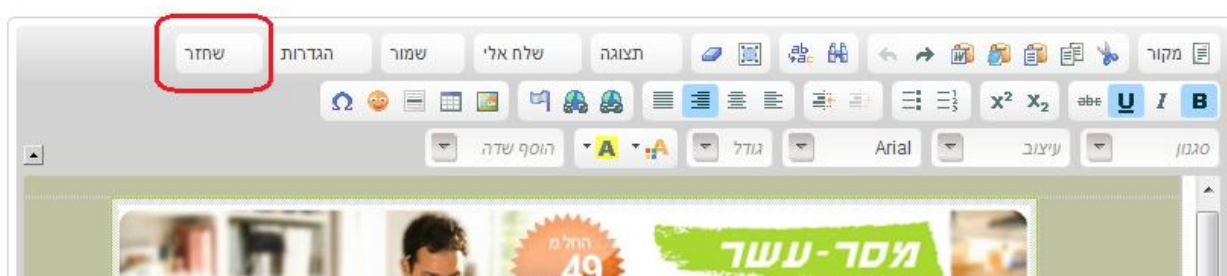 מקור תצוגה שלח אלי שמור הגדרות שחזר
B I U abc X₂ X² Ω
סגנון עיצוב Arial גודל A A הוסף שדה
מסר-עשר
החל מ
49